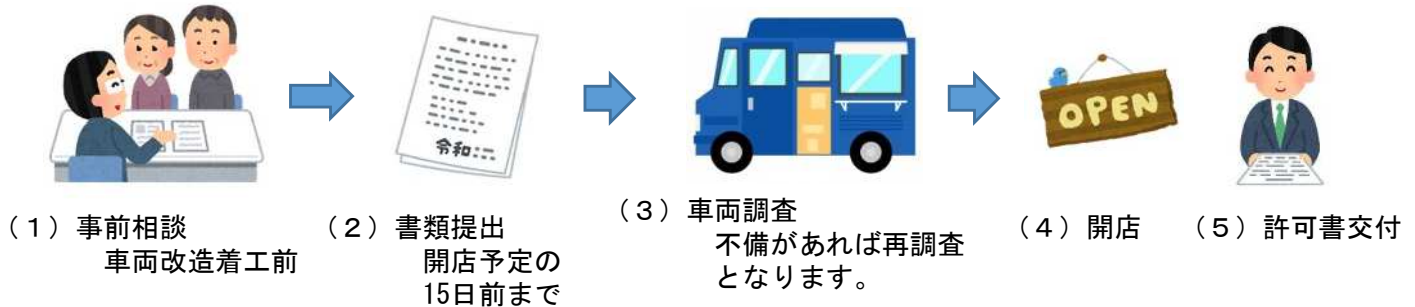 令和
OPEN
(１)事前相談
車両改造着工前
(２)書類提出
開店予定の
15日前まで
(３)車両調査
不備があれば再調査
となります。
(４)開店
(５)許可書交付